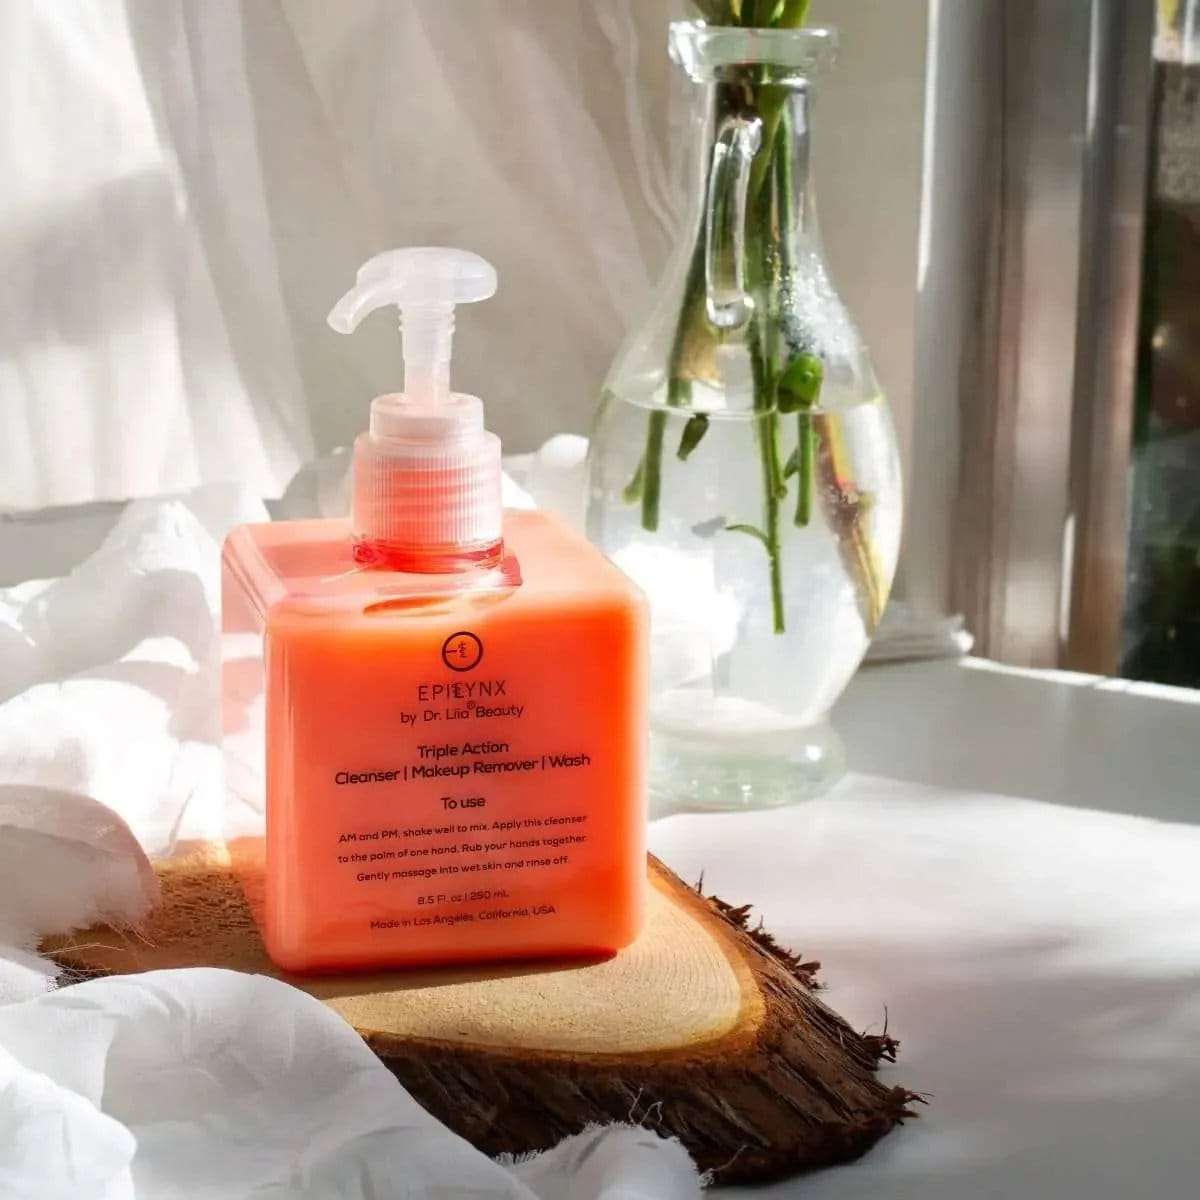 EPILYNX
by Dr. Liia® Beauty
Triple Action
Cleanser | Makeup Remover | Wash
To use
AM and PM, shake well to mix. Apply this cleanser
to the palm of one hand. Rub your hands together.
Gently massage into wet skin and rinse off.
8.5 Fl. oz | 250 mL
Made in Los Angeles, California, USA